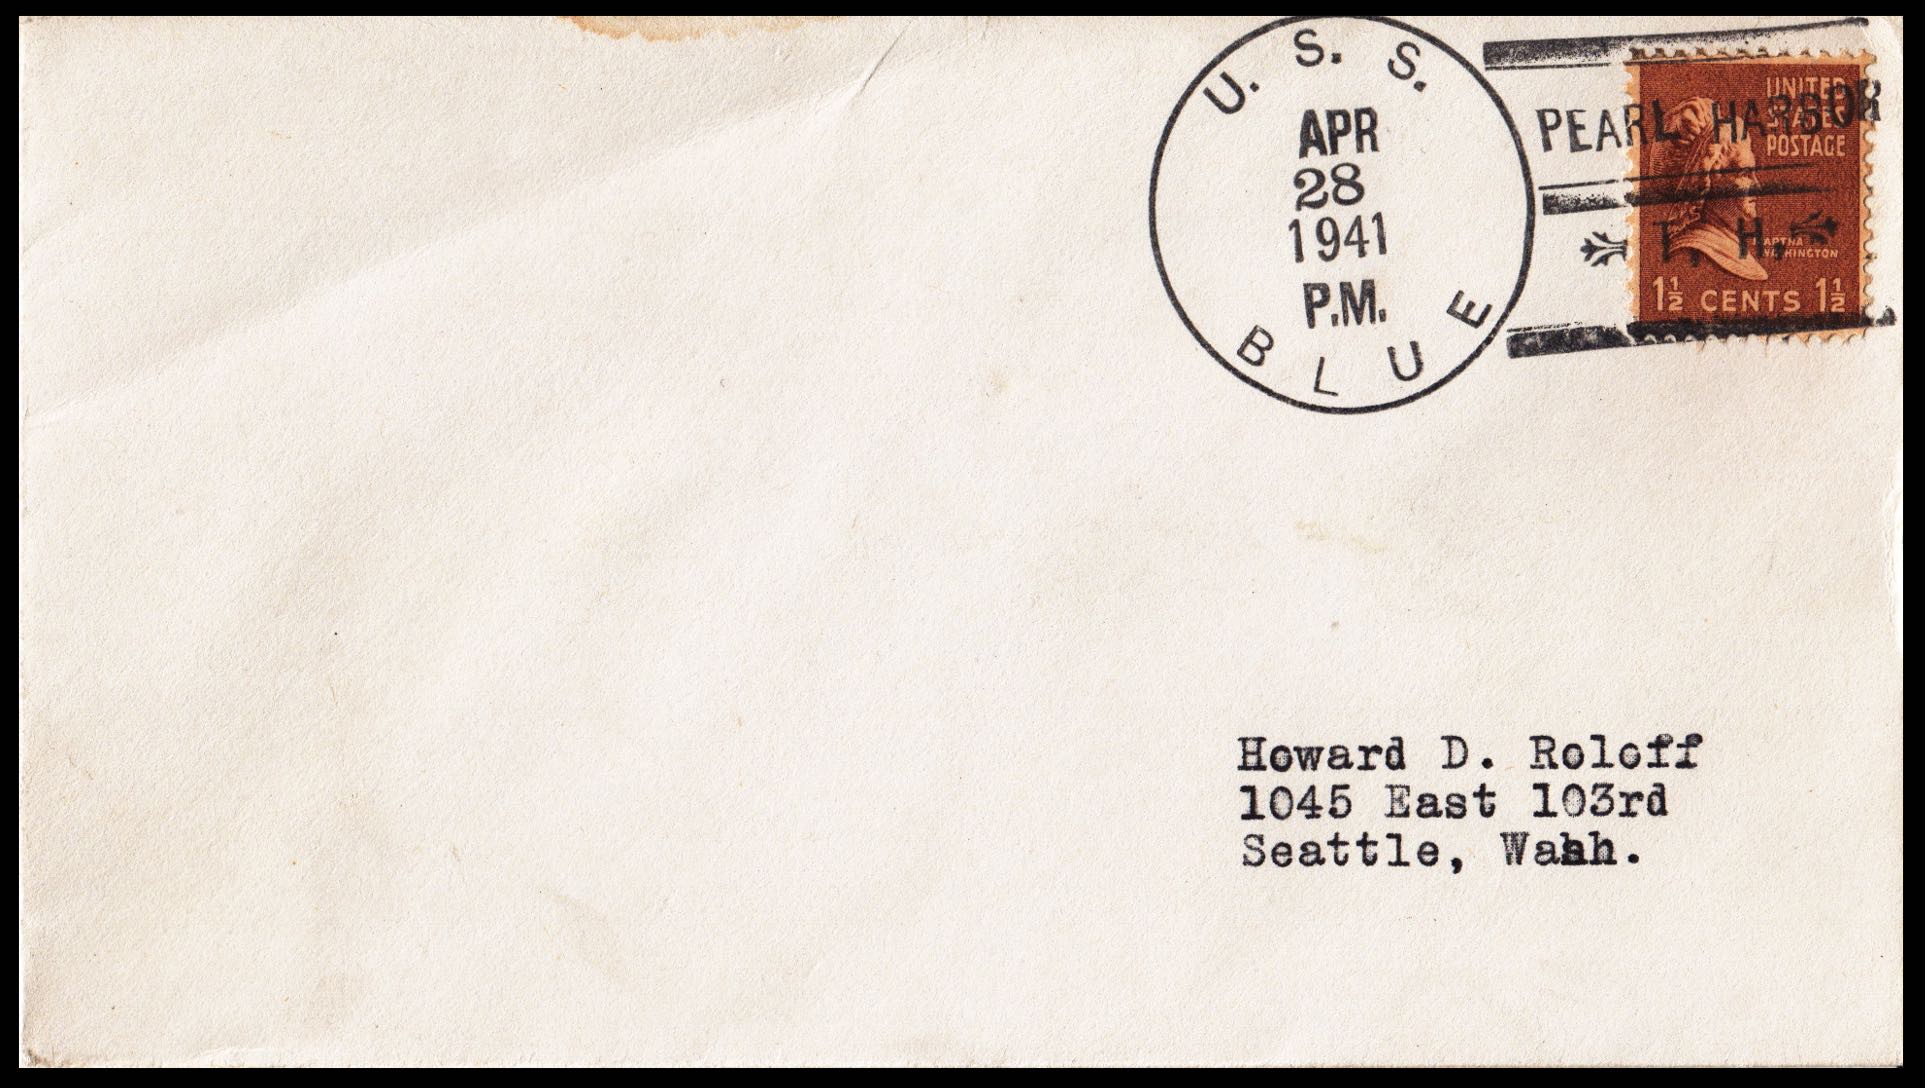 U. S. S.
APR
28
1941
P.M.
BLUE
PEARL HARBOR
T. H.
UNITED
STATES
POSTAGE
MARTHA
WASHINGTON
1½ CENTS 1½
Howard D. Roloff
1045 East 103rd
Seattle, Wash.